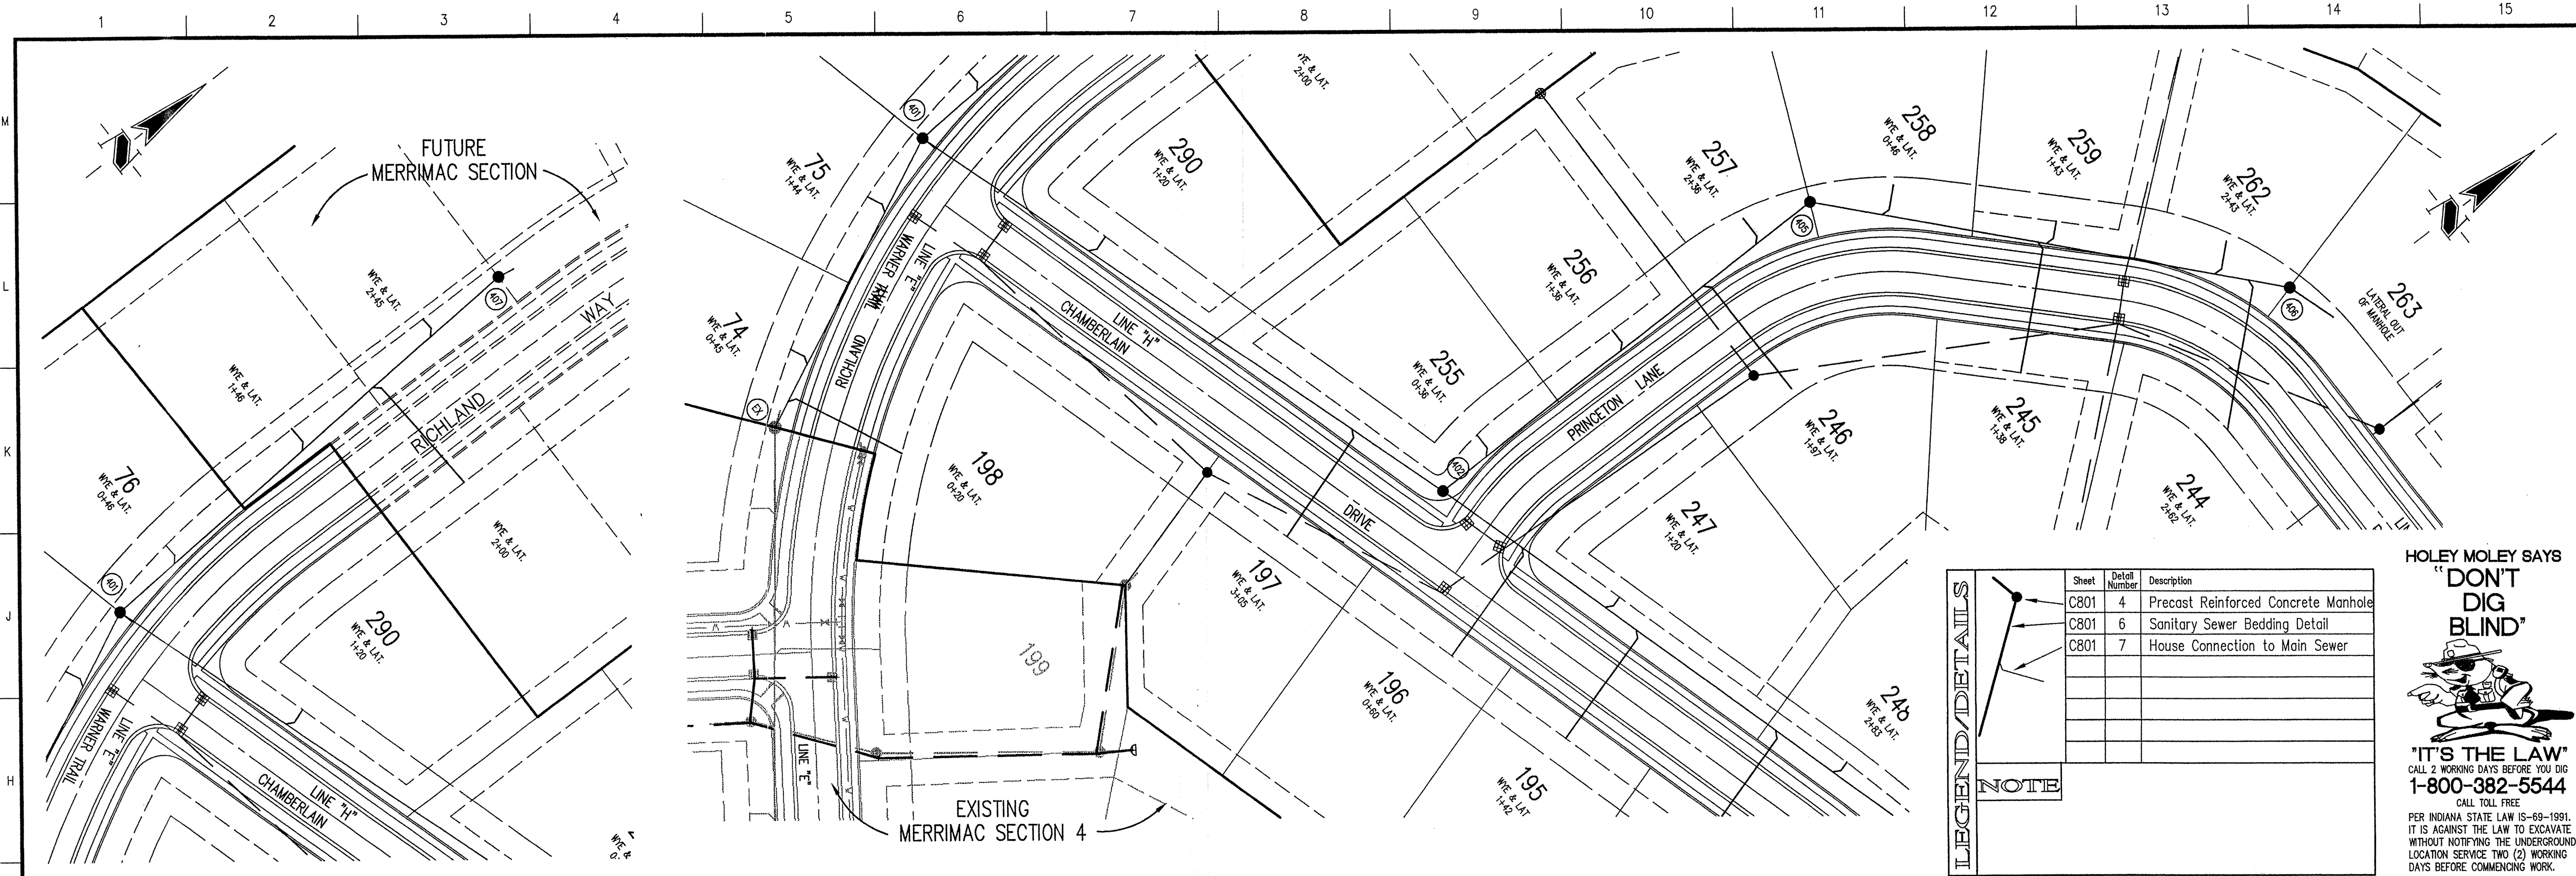 1
2
3
4
5
6
7
8
9
10
11
12
13
14
15
M
L
K
J
H
FUTURE
MERRIMAC SECTION
WYE & LAT.
2+45
407
WAY
WYE & LAT.
1+46
RICHLAND
76
WYE & LAT.
0+46
WYE & LAT.
2+00
401
290
WYE & LAT.
1+20
LINE "E"
WARNER TRAIL
LINE "H"
CHAMBERLAIN
WYE &
401
75
WYE & LAT.
1+44
290
WYE & LAT.
1+20
WYE & LAT.
2+00
LINE "E"
WARNER TRAIL
RICHLAND
74
WYE & LAT.
0+45
EX
LINE "H"
CHAMBERLAIN
DRIVE
198
WYE & LAT.
0+20
199
197
WYE & LAT.
3+05
196
WYE & LAT.
0+60
195
WYE & LAT
1+42
LINE "E"
EXISTING
MERRIMAC SECTION 4
257
WYE & LAT.
2+36
256
WYE & LAT.
1+36
255
WYE & LAT.
0+36
402
PRINCETON LANE
258
WYE & LAT.
0+46
259
WYE & LAT.
1+43
262
WYE & LAT.
2+43
263
LATERAL OUT
OF MANHOLE
405
406
246
WYE & LAT.
1+97
245
WYE & LAT.
1+38
244
WYE & LAT.
2+62
247
WYE & LAT.
1+20
248
WYE & LAT.
2+83
LEGEND/DETAILS
Sheet Detail Number Description
C801 4 Precast Reinforced Concrete Manhole
C801 6 Sanitary Sewer Bedding Detail
C801 7 House Connection to Main Sewer
NOTE
HOLEY MOLEY SAYS
"DON'T
DIG
BLIND"
"IT'S THE LAW"
CALL 2 WORKING DAYS BEFORE YOU DIG
1-800-382-5544
CALL TOLL FREE
PER INDIANA STATE LAW IS-69-1991.
IT IS AGAINST THE LAW TO EXCAVATE
WITHOUT NOTIFYING THE UNDERGROUND
LOCATION SERVICE TWO (2) WORKING
DAYS BEFORE COMMENCING WORK.